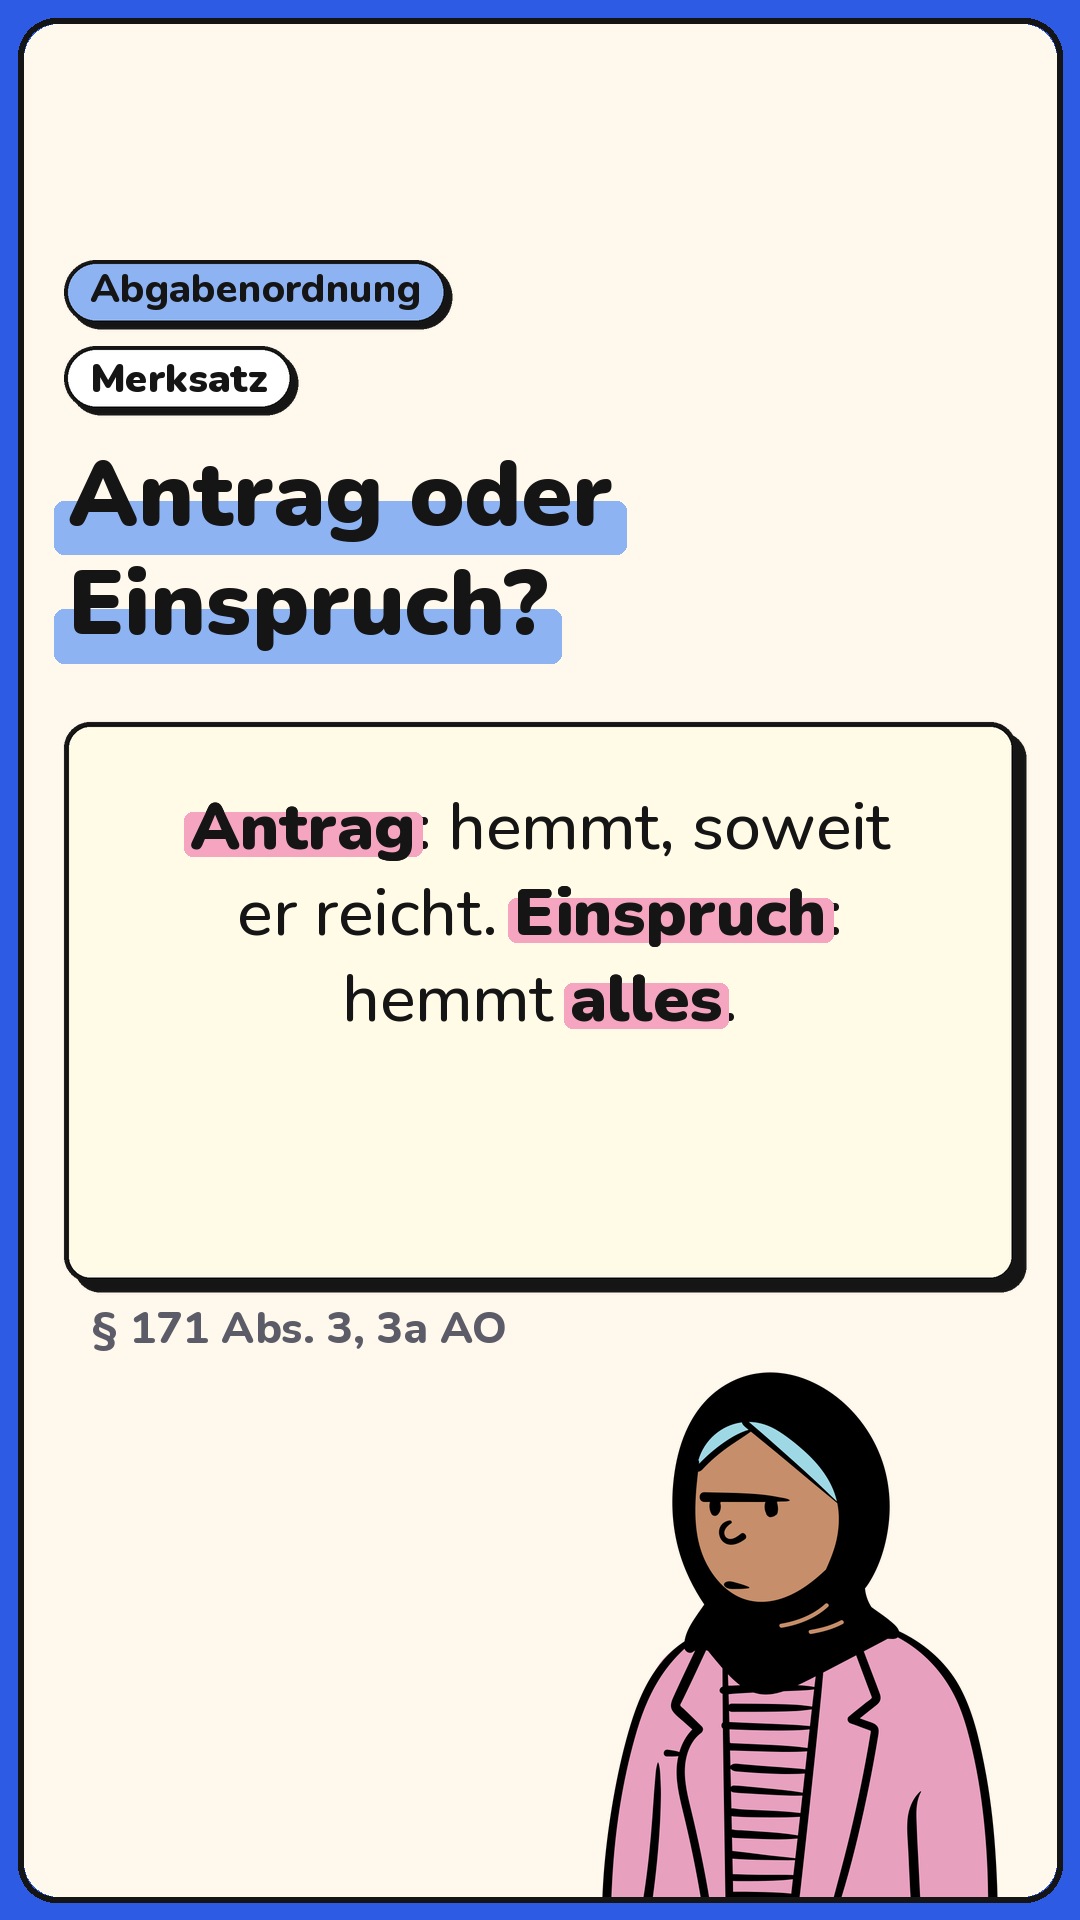 Abgabenordnung
Merksatz
Antrag oder
Einspruch?
Antrag: hemmt, soweit
er reicht. Einspruch:
hemmt alles.
§ 171 Abs. 3, 3a AO